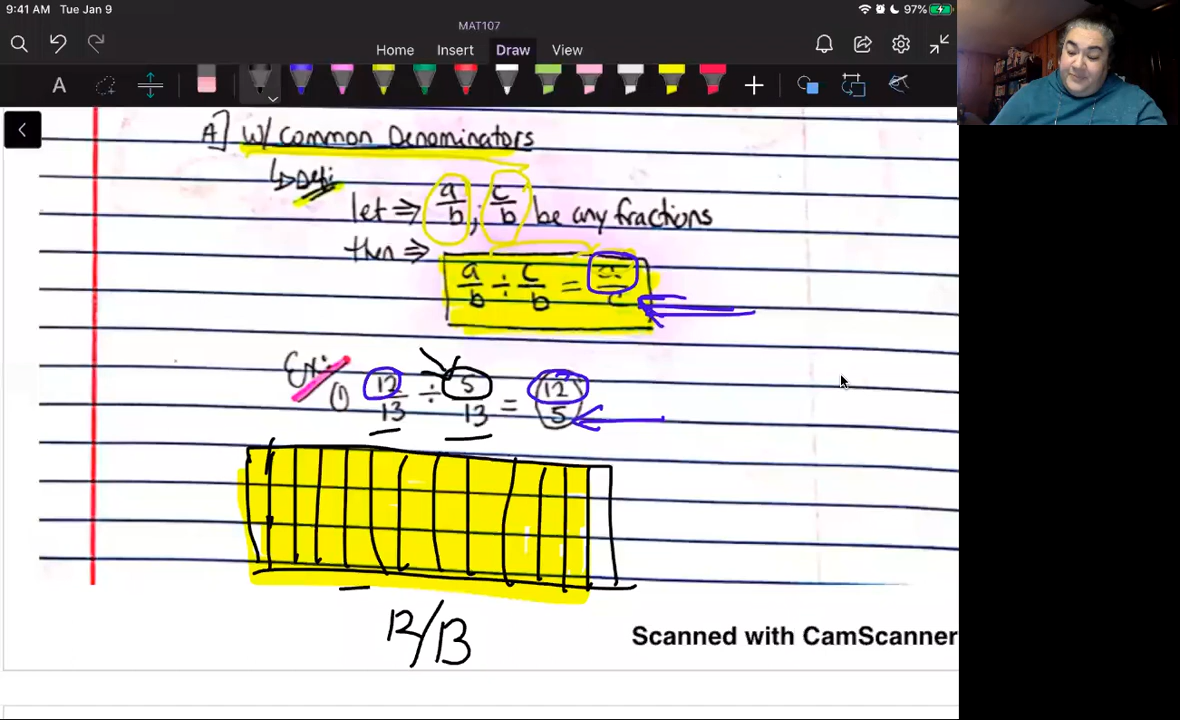 9:41 AM Tue Jan 9
97%
MAT107
Home Insert Draw View
A
A] w/ common Denominators
↳ Def:
let ⇒ a/b ; c/b be any fractions
then ⇒
a/b ÷ c/b = a/c
Ex:
① 12/13 ÷ 5/13 = 12/5
12/13
Scanned with CamScanner